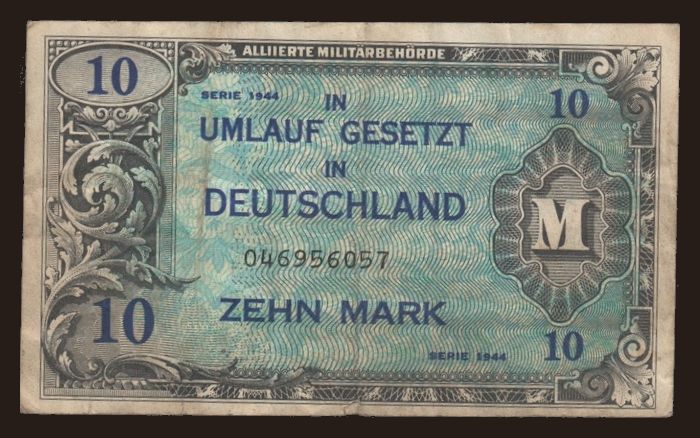 ALLIIERTE MILITÄRBEHÖRDE
10
SERIE 1944
IN
10
UMLAUF GESETZT
IN
DEUTSCHLAND
M
046956057
10
ZEHN MARK
SERIE 1944
10